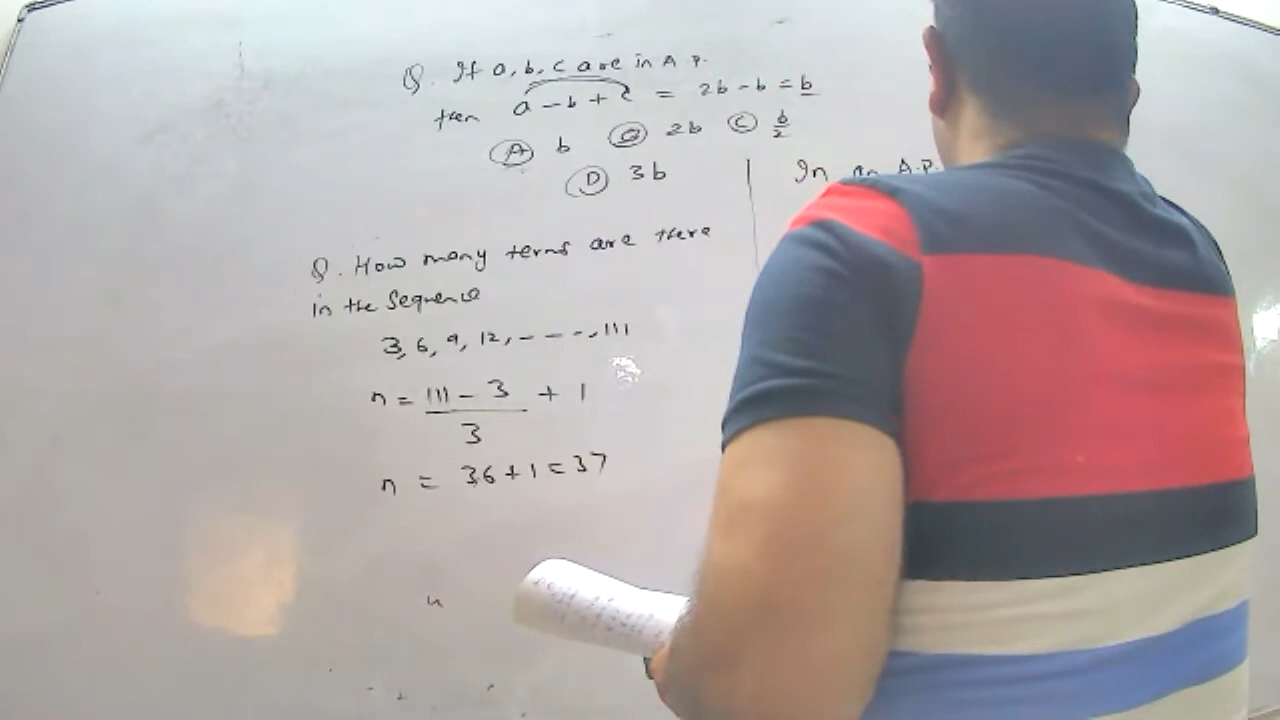 Q. If a, b, c are in A.P.
then a - b + c = 2b - b = b
(A) b (B) 2b (C) b/2
(D) 3b
In an A.P.
Q. How many terms are there
in the sequence
3, 6, 9, 12, - - - -, 111
n = 111 - 3 / 3 + 1
n = 36 + 1 = 37